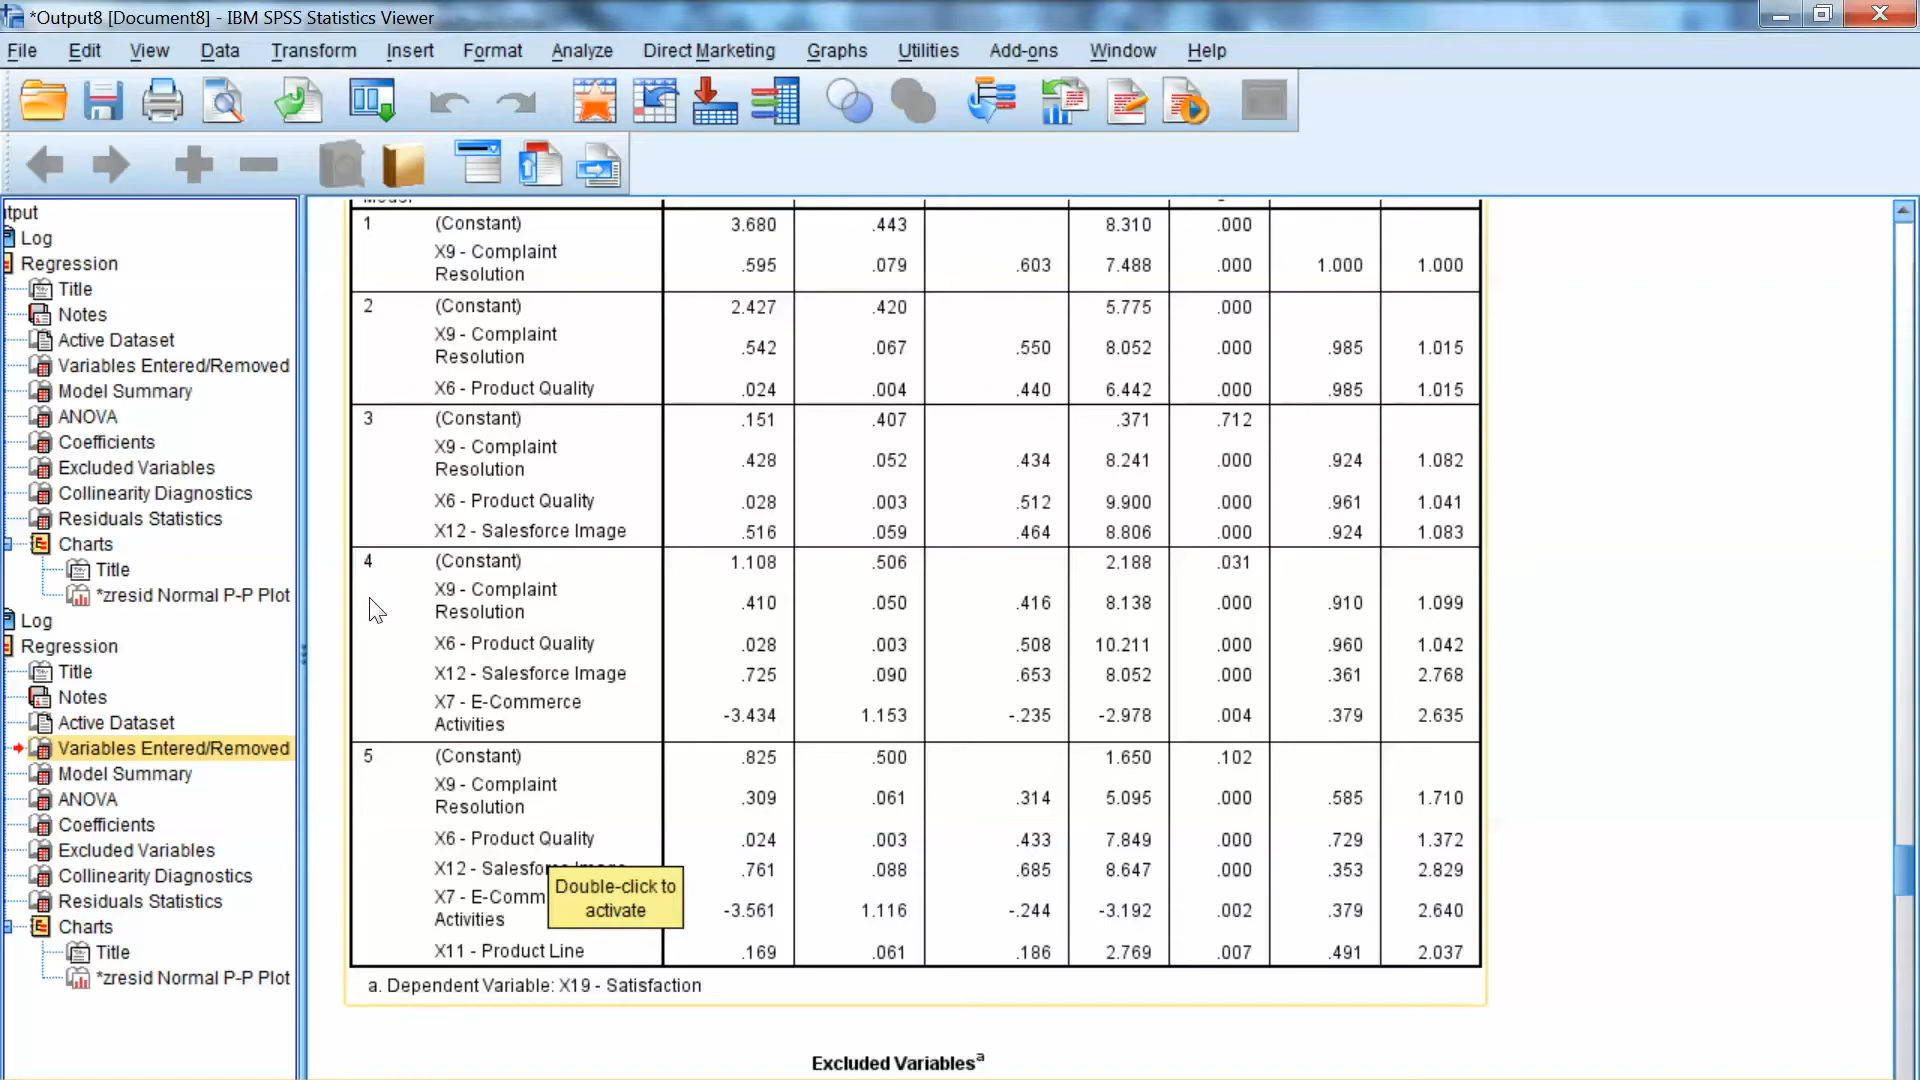 *Output8 [Document8] - IBM SPSS Statistics Viewer
File Edit View Data Transform Insert Format Analyze Direct Marketing Graphs Utilities Add-ons Window Help
tput
Log
Regression
Title
Notes
Active Dataset
Variables Entered/Removed
Model Summary
ANOVA
Coefficients
Excluded Variables
Collinearity Diagnostics
Residuals Statistics
Charts
Title
*zresid Normal P-P Plot
Log
Regression
Title
Notes
Active Dataset
Variables Entered/Removed
Model Summary
ANOVA
Coefficients
Excluded Variables
Collinearity Diagnostics
Residuals Statistics
Charts
Title
*zresid Normal P-P Plot
1 (Constant) 3.680 .443 8.310 .000
X9 - Complaint
Resolution .595 .079 .603 7.488 .000 1.000 1.000
2 (Constant) 2.427 .420 5.775 .000
X9 - Complaint
Resolution .542 .067 .550 8.052 .000 .985 1.015
X6 - Product Quality .024 .004 .440 6.442 .000 .985 1.015
3 (Constant) .151 .407 .371 .712
X9 - Complaint
Resolution .428 .052 .434 8.241 .000 .924 1.082
X6 - Product Quality .028 .003 .512 9.900 .000 .961 1.041
X12 - Salesforce Image .516 .059 .464 8.806 .000 .924 1.083
4 (Constant) 1.108 .506 2.188 .031
X9 - Complaint
Resolution .410 .050 .416 8.138 .000 .910 1.099
X6 - Product Quality .028 .003 .508 10.211 .000 .960 1.042
X12 - Salesforce Image .725 .090 .653 8.052 .000 .361 2.768
X7 - E-Commerce
Activities -3.434 1.153 -.235 -2.978 .004 .379 2.635
5 (Constant) .825 .500 1.650 .102
X9 - Complaint
Resolution .309 .061 .314 5.095 .000 .585 1.710
X6 - Product Quality .024 .003 .433 7.849 .000 .729 1.372
X12 - Salesfor .761 .088 .685 8.647 .000 .353 2.829
X7 - E-Comm
Activities -3.561 1.116 -.244 -3.192 .002 .379 2.640
X11 - Product Line .169 .061 .186 2.769 .007 .491 2.037
Double-click to
activate
a. Dependent Variable: X19 - Satisfaction
Excluded Variablesa